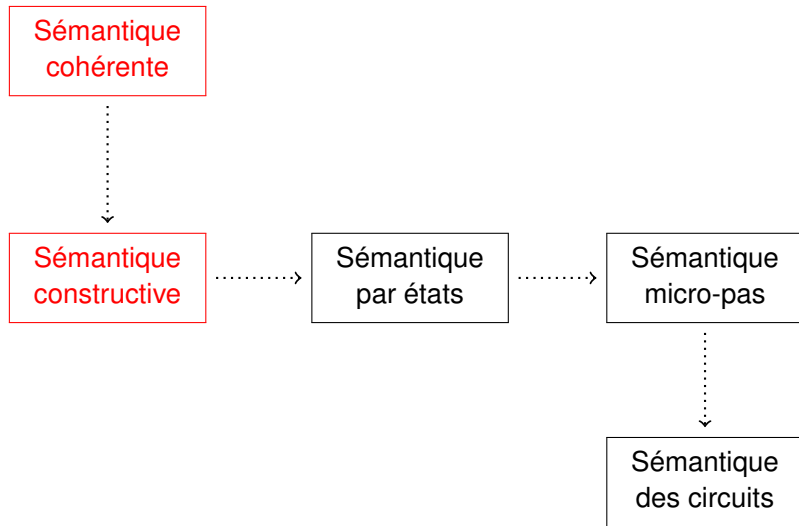 Sémantique
cohérente
Sémantique
constructive
Sémantique
par états
Sémantique
micro-pas
Sémantique
des circuits